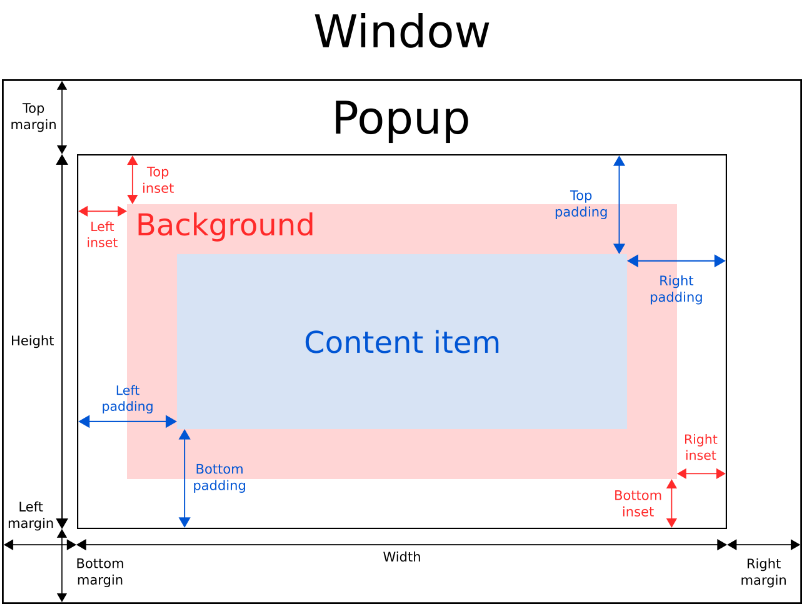 Window
Popup
Top
margin
Top
inset
Top
padding
Left
inset
Background
Right
padding
Height
Content item
Left
padding
Right
inset
Bottom
padding
Bottom
inset
Left
margin
Width
Bottom
margin
Right
margin